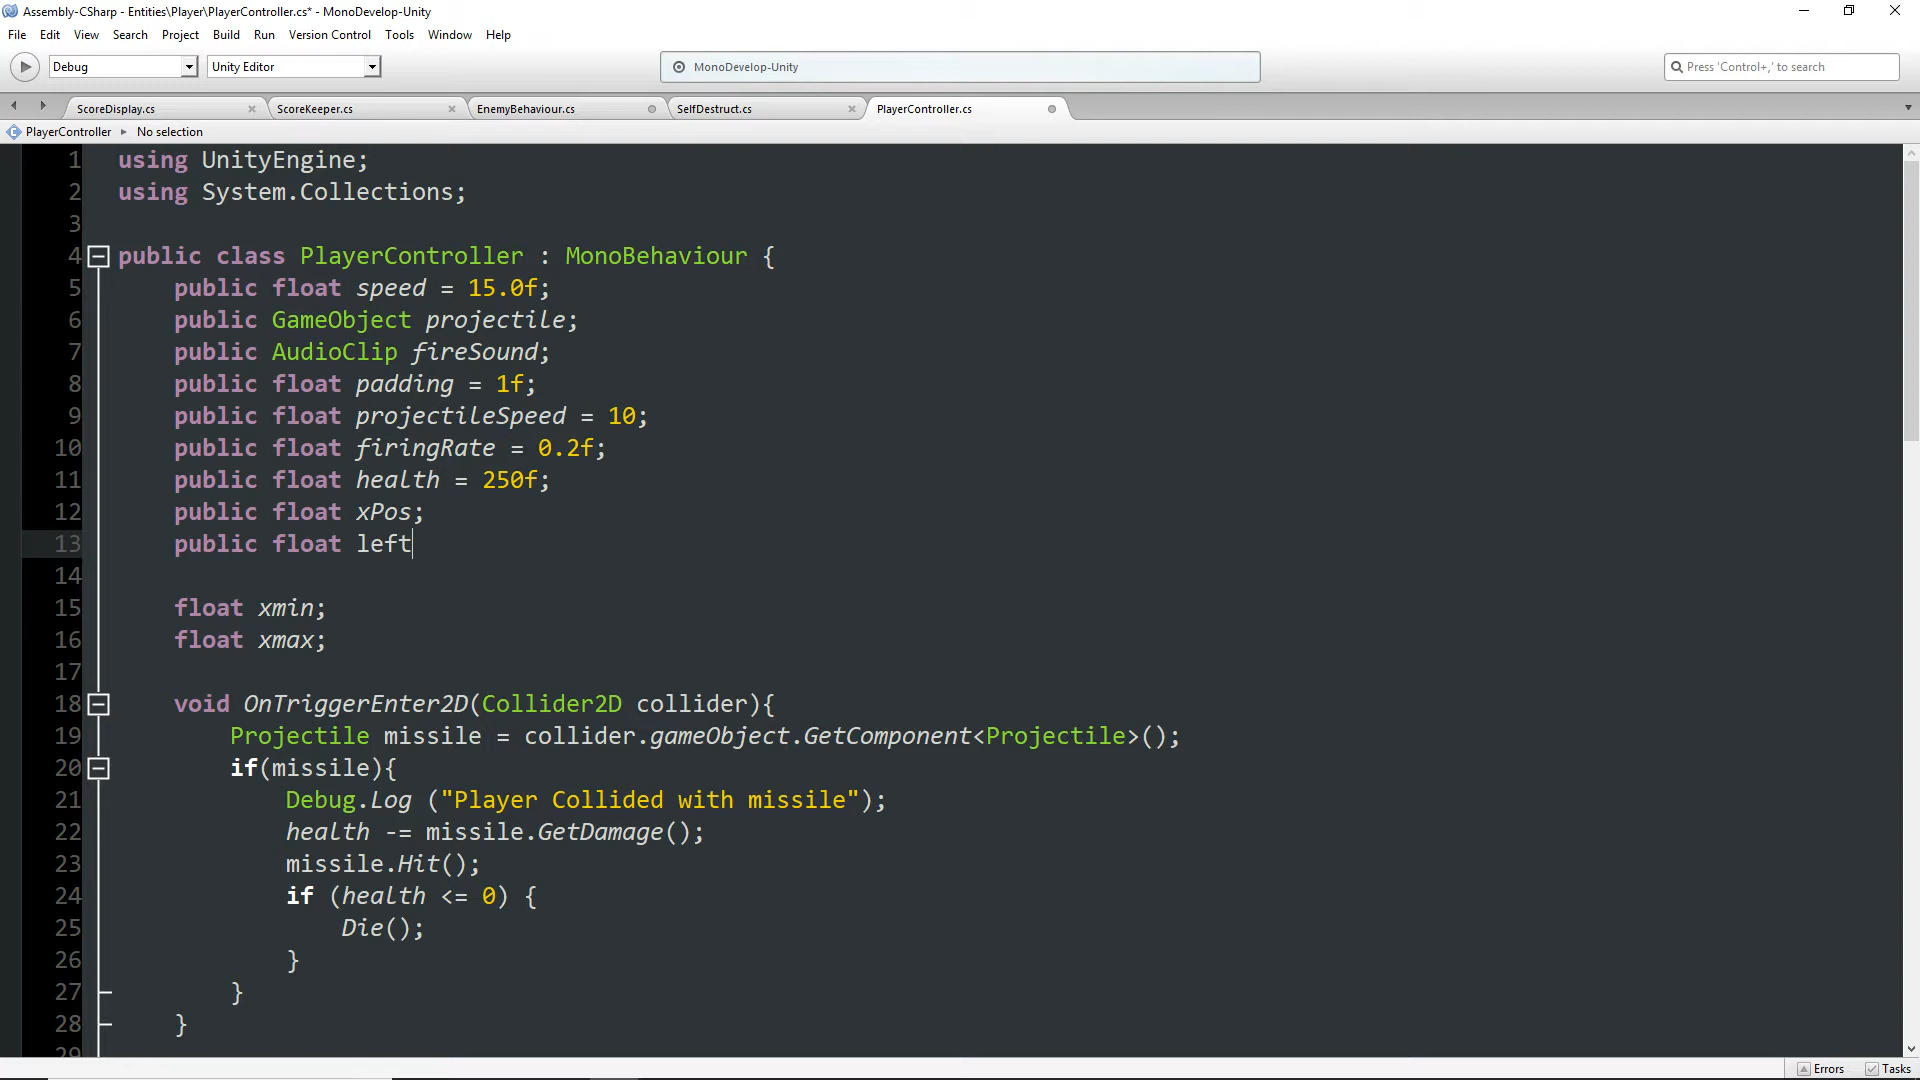 Assembly-CSharp - Entities\Player\PlayerController.cs* - MonoDevelop-Unity
File Edit View Search Project Build Run Version Control Tools Window Help
Debug Unity Editor MonoDevelop-Unity Press 'Control+,' to search
ScoreDisplay.cs ScoreKeeper.cs EnemyBehaviour.cs SelfDestruct.cs PlayerController.cs
PlayerController No selection
1 using UnityEngine;
2 using System.Collections;
3
4 public class PlayerController : MonoBehaviour {
5 public float speed = 15.0f;
6 public GameObject projectile;
7 public AudioClip fireSound;
8 public float padding = 1f;
9 public float projectileSpeed = 10;
10 public float firingRate = 0.2f;
11 public float health = 250f;
12 public float xPos;
13 public float left
14
15 float xmin;
16 float xmax;
17
18 void OnTriggerEnter2D(Collider2D collider){
19 Projectile missile = collider.gameObject.GetComponent<Projectile>();
20 if(missile){
21 Debug.Log ("Player Collided with missile");
22 health -= missile.GetDamage();
23 missile.Hit();
24 if (health <= 0) {
25 Die();
26 }
27 }
28 }
29
Errors Tasks